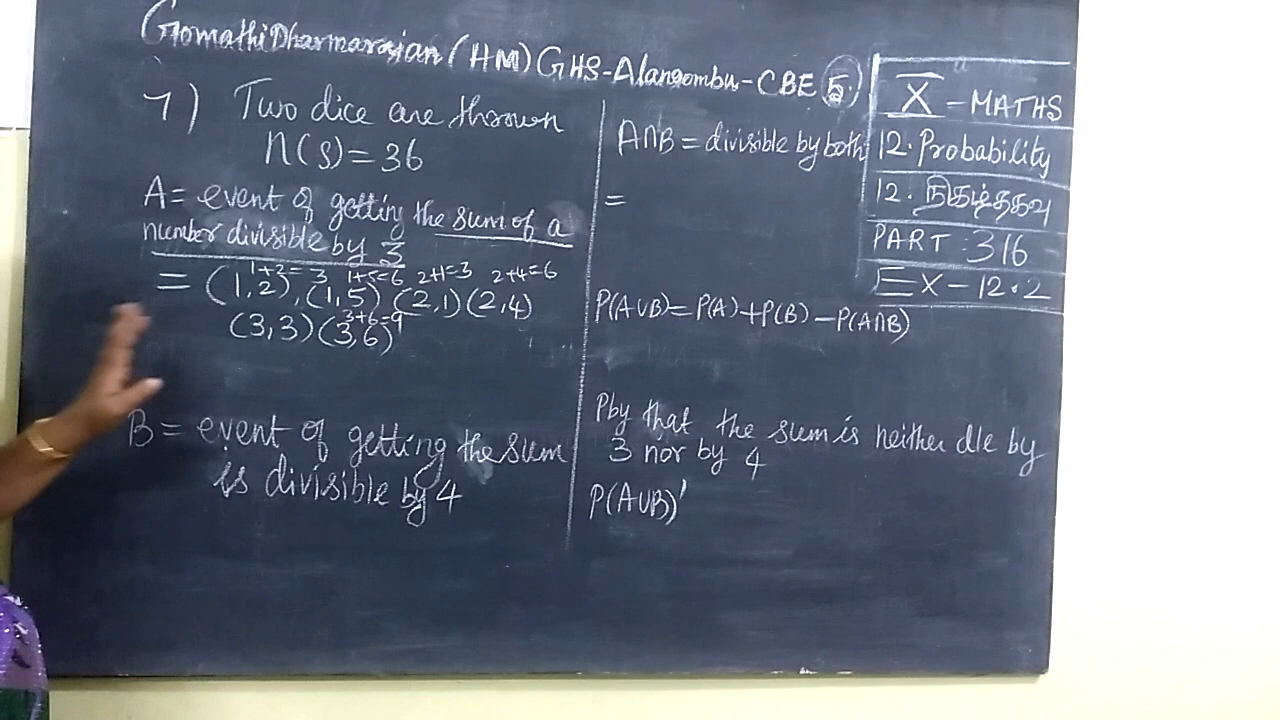 Gomathi Dharmarajan (HM) GHS-Alangombu-CBE 5.)
7) Two dice are thrown
n(s)=36
A= event of getting the sum of a
number divisible by 3
1+2=3 1+5=6 2+1=3 2+4=6
= (1,2),(1,5) (2,1) (2,4)
3+6=9
(3,3) (3,6)
B = event of getting the sum
is divisible by 4
A∩B = divisible by both
=
P(A∪B)=P(A)+P(B)-P(A∩B)
Pby that the sum is neither dle by
3 nor by 4
P(A∪B)'
X - MATHS
12. Probability
12. நிகழ்தகவு
PART: 316
EX-12.2